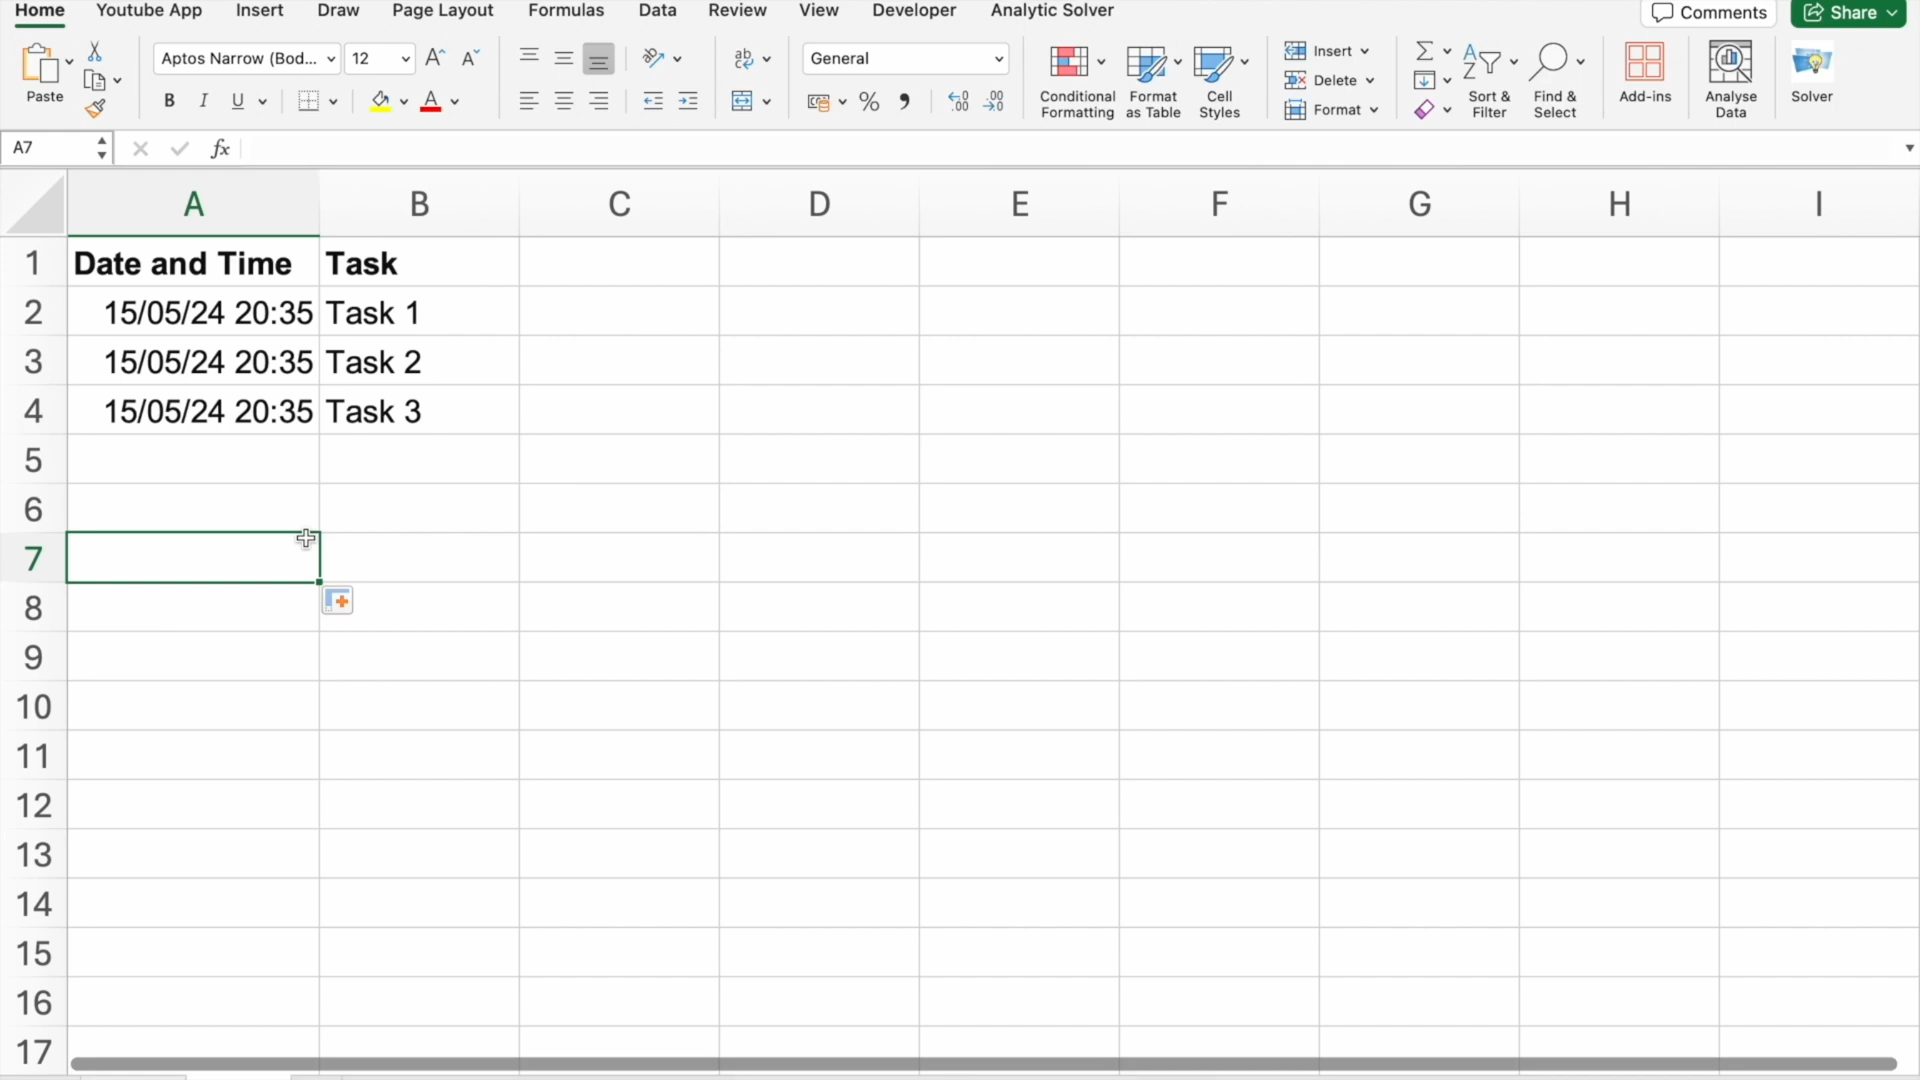 Home Youtube App Insert Draw Page Layout Formulas Data Review View Developer Analytic Solver Comments Share
Paste
Aptos Narrow (Bod... 12
B I U A
ab
General
% 
Conditional Formatting
Format as Table
Cell Styles
Insert
Delete
Format
Sort & Filter
Find & Select
Add-ins
Analyse Data
Solver
A7 fx
A B C D E F G H I
1 Date and Time Task
2 15/05/24 20:35 Task 1
3 15/05/24 20:35 Task 2
4 15/05/24 20:35 Task 3
5
6
7
8
9
10
11
12
13
14
15
16
17